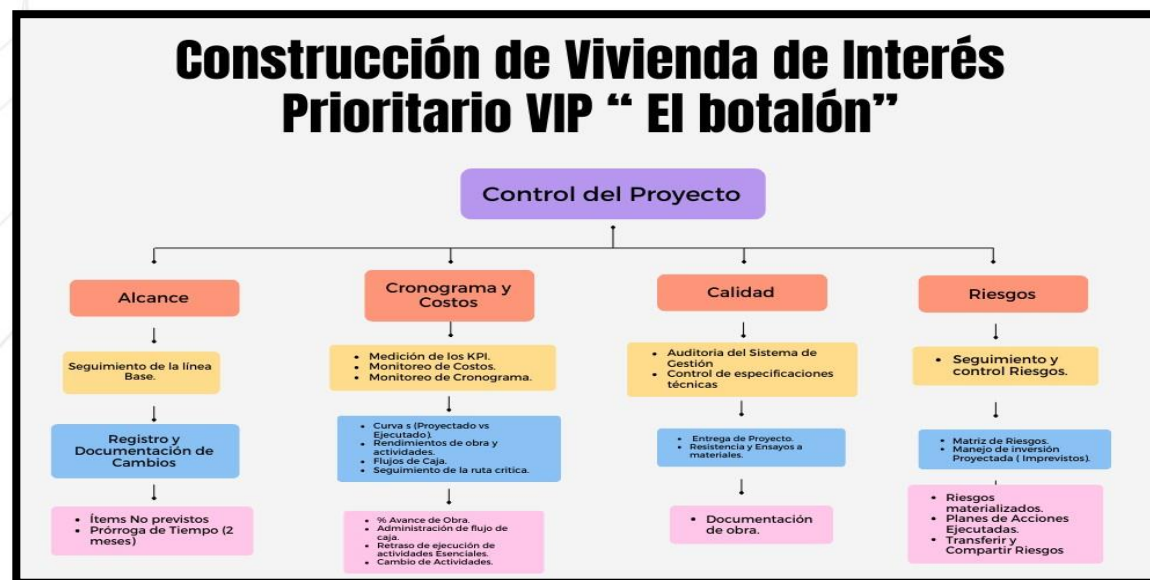 Construcción de Vivienda de Interés
Prioritario VIP “ El botalón”
Control del Proyecto
Alcance
Seguimiento de la línea
Base.
Registro y
Documentación de
Cambios
• Ítems No previstos
• Prórroga de Tiempo (2
meses)
Cronograma y
Costos
• Medición de los KPI.
• Monitoreo de Costos.
• Monitoreo de Cronograma.
• Curva s (Proyectado vs
Ejecutado).
• Rendimientos de obra y
actividades.
• Flujos de Caja.
• Seguimiento de la ruta critica.
• % Avance de Obra.
• Administración de flujo de
caja.
• Retraso de ejecución de
actividades Esenciales.
• Cambio de Actividades.
Calidad
• Auditoria del Sistema de
Gestión
• Control de especificaciones
técnicas
• Entrega de Proyecto.
• Resistencia y Ensayos a
materiales.
• Documentación
de obra.
Riesgos
• Seguimiento y
control Riesgos.
• Matriz de Riesgos.
• Manejo de inversión
Proyectada ( Imprevistos).
• Riesgos
materializados.
• Planes de Acciones
Ejecutadas.
• Transferir y
Compartir Riesgos